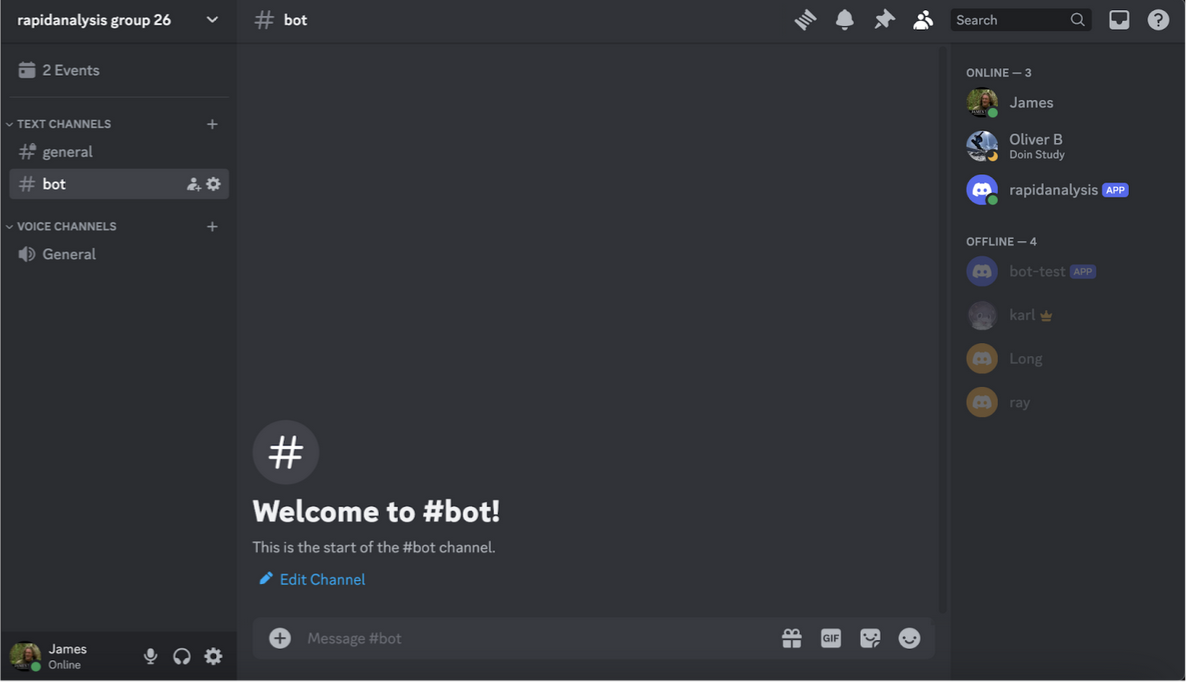 rapidanalysis group 26
2 Events
TEXT CHANNELS
general
bot
VOICE CHANNELS
General
James
Online
bot
Search
Welcome to #bot!
This is the start of the #bot channel.
Edit Channel
Message #bot
GIF
ONLINE — 3
James
Oliver B
Doin Study
rapidanalysis APP
OFFLINE — 4
bot-test APP
karl
Long
ray